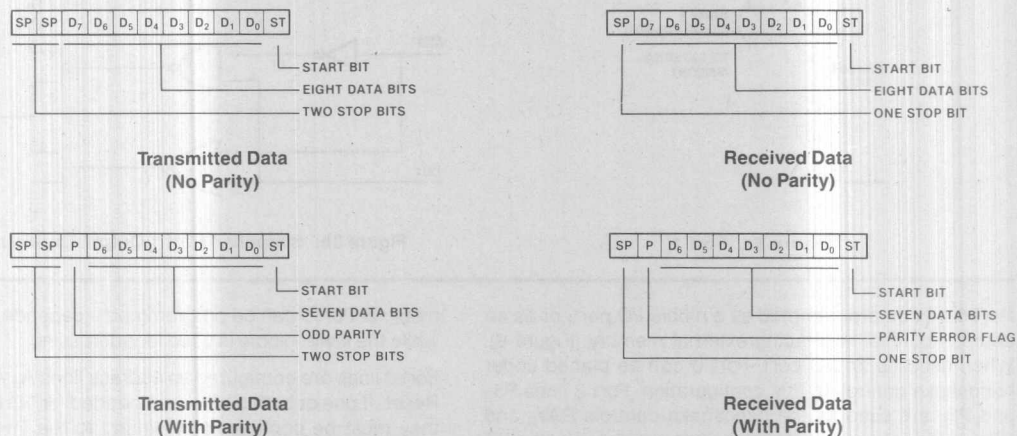 SP SP D7 D6 D5 D4 D3 D2 D1 D0 ST
START BIT
EIGHT DATA BITS
TWO STOP BITS
Transmitted Data
(No Parity)
SP D7 D6 D5 D4 D3 D2 D1 D0 ST
START BIT
EIGHT DATA BITS
ONE STOP BIT
Received Data
(No Parity)
SP SP P D6 D5 D4 D3 D2 D1 D0 ST
START BIT
SEVEN DATA BITS
ODD PARITY
TWO STOP BITS
Transmitted Data
(With Parity)
SP P D6 D5 D4 D3 D2 D1 D0 ST
START BIT
SEVEN DATA BITS
PARITY ERROR FLAG
ONE STOP BIT
Received Data
(With Parity)